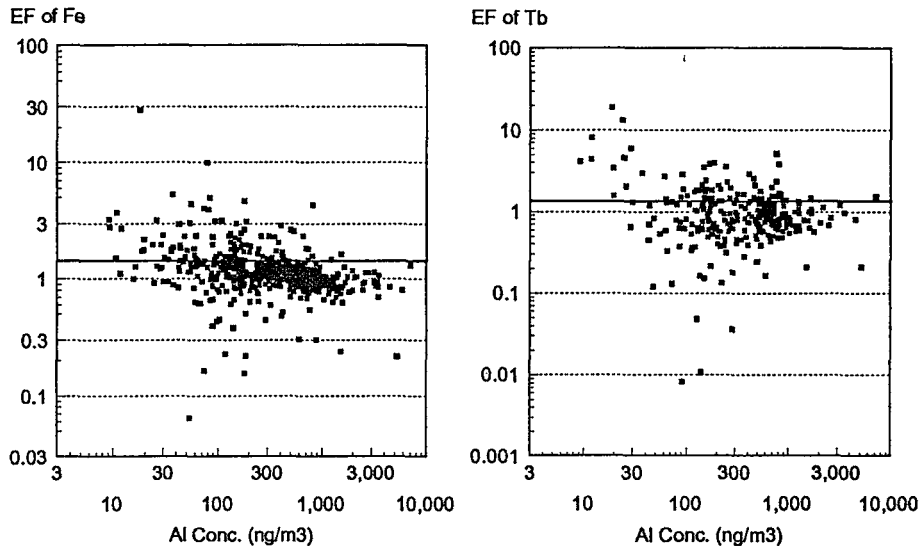 EF of Fe
100
30
10
3
1
0.3
0.1
0.03
3 30 300 3,000
10 100 1,000 10,000
Al Conc. (ng/m3)
EF of Tb
100
10
1
0.1
0.01
0.001
3 30 300 3,000
10 100 1,000 10,000
Al Conc. (ng/m3)